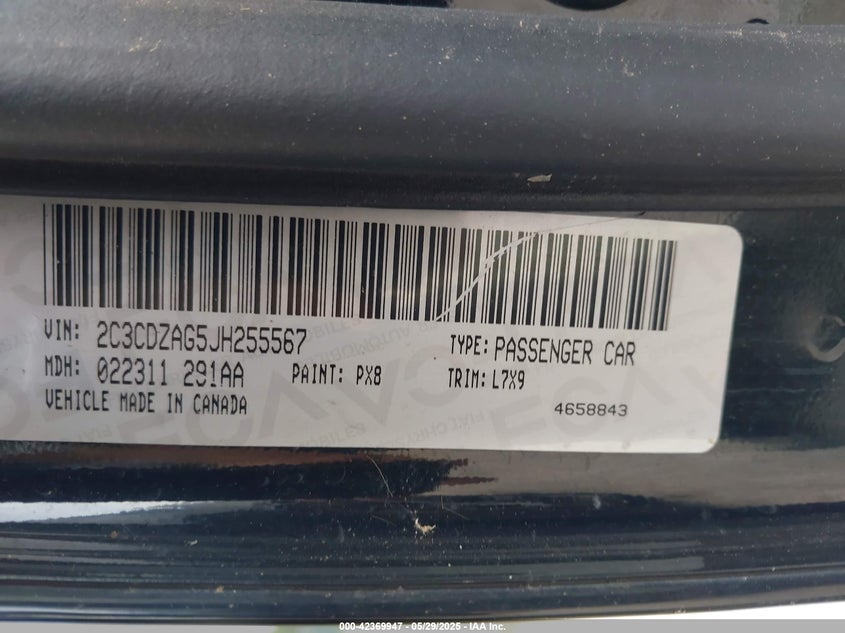 VIN: 2C3CDZAG5JH255567 TYPE: PASSENGER CAR
MDH: 022311 291AA PAINT: PX8 TRIM: L7X9
VEHICLE MADE IN CANADA 4658843
000-42369947 - 05/29/2025 - IAA Inc.